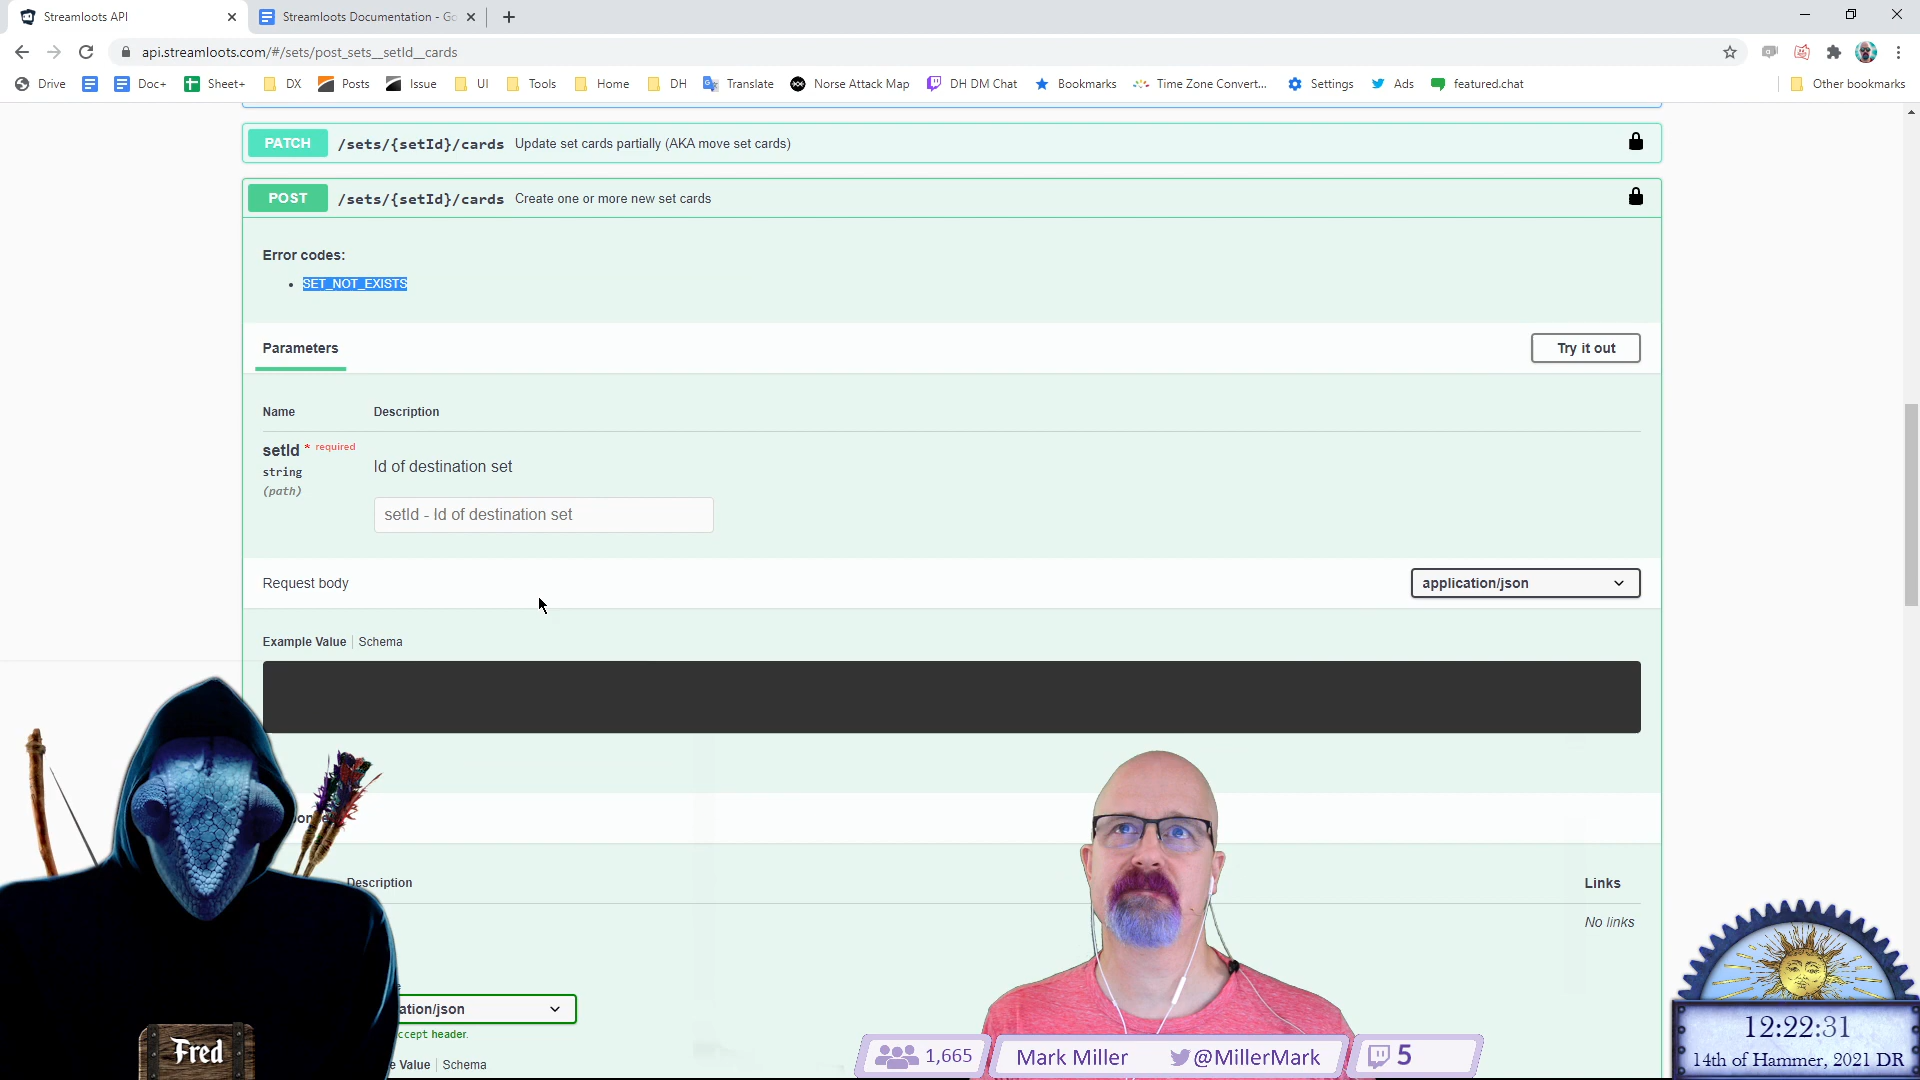 Streamloots API
Streamloots Documentation - Go
api.streamloots.com/#/sets/post_sets__setId__cards
Drive Doc+ Sheet+ DX Posts Issue UI Tools Home DH Translate Norse Attack Map DH DM Chat Bookmarks Time Zone Convert... Settings Ads featured.chat Other bookmarks
PATCH /sets/{setId}/cards Update set cards partially (AKA move set cards)
POST /sets/{setId}/cards Create one or more new set cards
Error codes:
• SET_NOT_EXISTS
Parameters
Try it out
Name Description
setId * required
string
(path)
Id of destination set
setId - Id of destination set
Request body
application/json
Example Value | Schema
Description
Links
No links
ation/json
ccept header.
e Value | Schema
Fred
1,665
Mark Miller
@MillerMark
5
12:22:31
14th of Hammer, 2021 DR